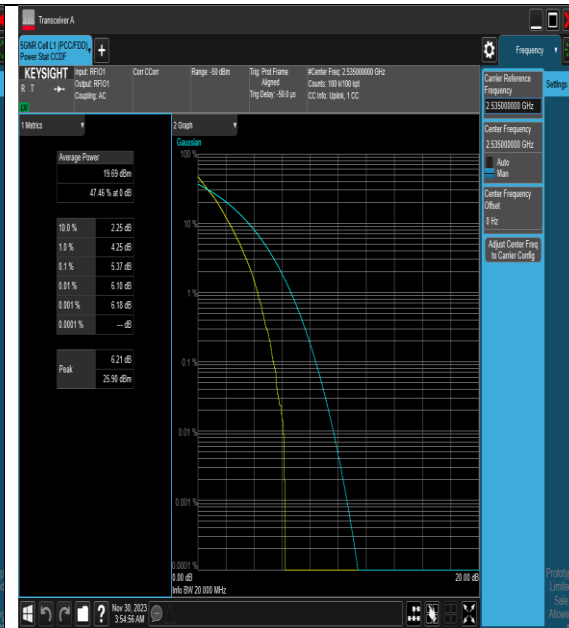 Transceiver A
5GNR Cell L1 (PCC/FDD)
Power Stat CCDF
Frequency
KEYSIGHT
R T
Input: RFIO1
Output: RFIO1
Coupling: AC
Corr CCorr
Range: -50 dBm
Trig: Prot Frame
Aligned
Trig Delay: -50.0 µs
#Center Freq: 2.535000000 GHz
Counts: 100 k/100 kpt
CC Info: Uplink, 1 CC
Carrier Reference
Frequency
2.535000000 GHz
Settings
Center Frequency
2.535000000 GHz
Auto
Man
Center Frequency
Offset
0 Hz
Adjust Center Freq
to Carrier Config
1 Metrics
Average Power
19.69 dBm
47.46 % at 0 dB
10.0 % 2.25 dB
1.0 % 4.25 dB
0.1 % 5.37 dB
0.01 % 6.10 dB
0.001 % 6.18 dB
0.0001 % --- dB
Peak 6.21 dB
25.90 dBm
2 Graph
Gaussian
100 %
10 %
1 %
0.1 %
0.01 %
0.001 %
0.0001 %
0.00 dB
20.00 dB
Info BW 20.000 MHz
Nov 30, 2023
3:54:56 AM